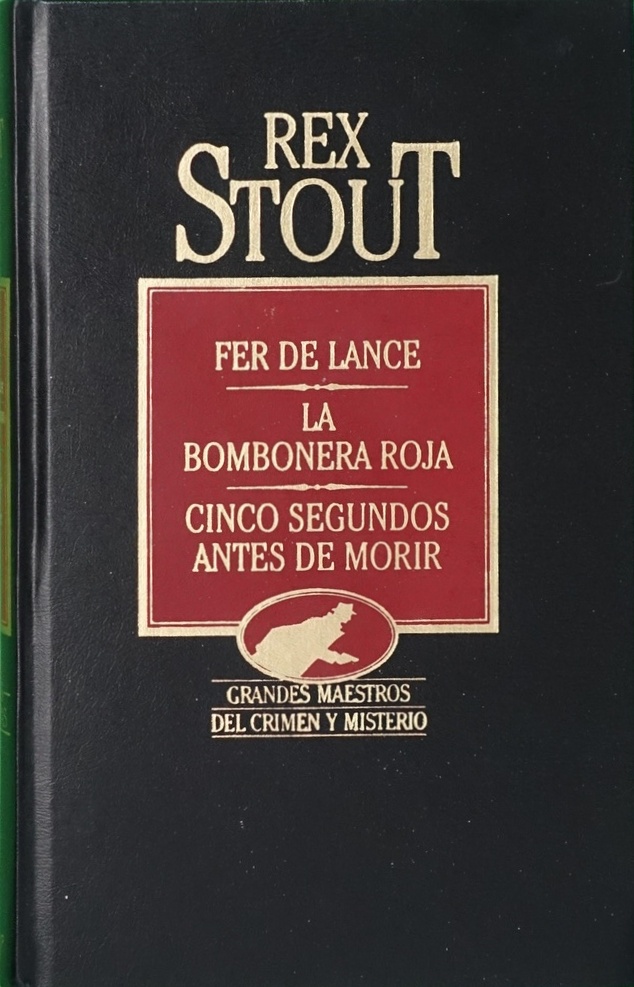 REX
STOUT
FER DE LANCE
LA
BOMBONERA ROJA
CINCO SEGUNDOS
ANTES DE MORIR
GRANDES MAESTROS
DEL CRIMEN Y MISTERIO